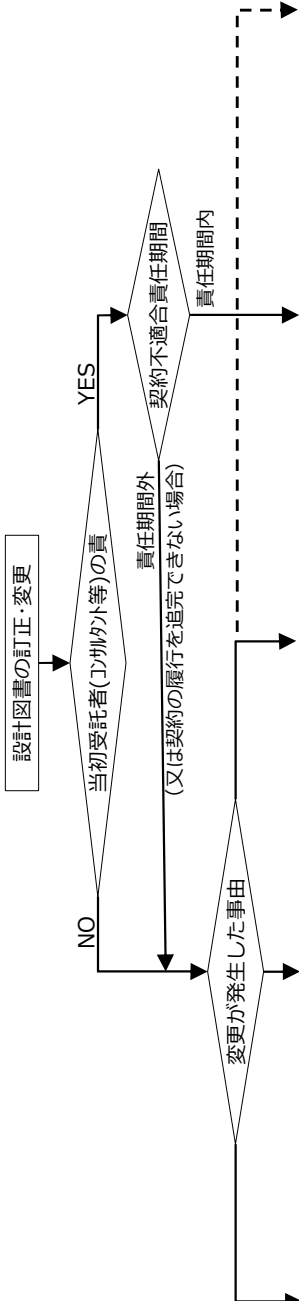 設計図書の訂正・変更
当初受託者(ｺﾝｻﾙﾀﾝﾄ等)の責
YES
NO
契約不適合責任期間
責任期間外
(又は契約の履行を追完できない場合)
責任期間内
変更が発生した事由